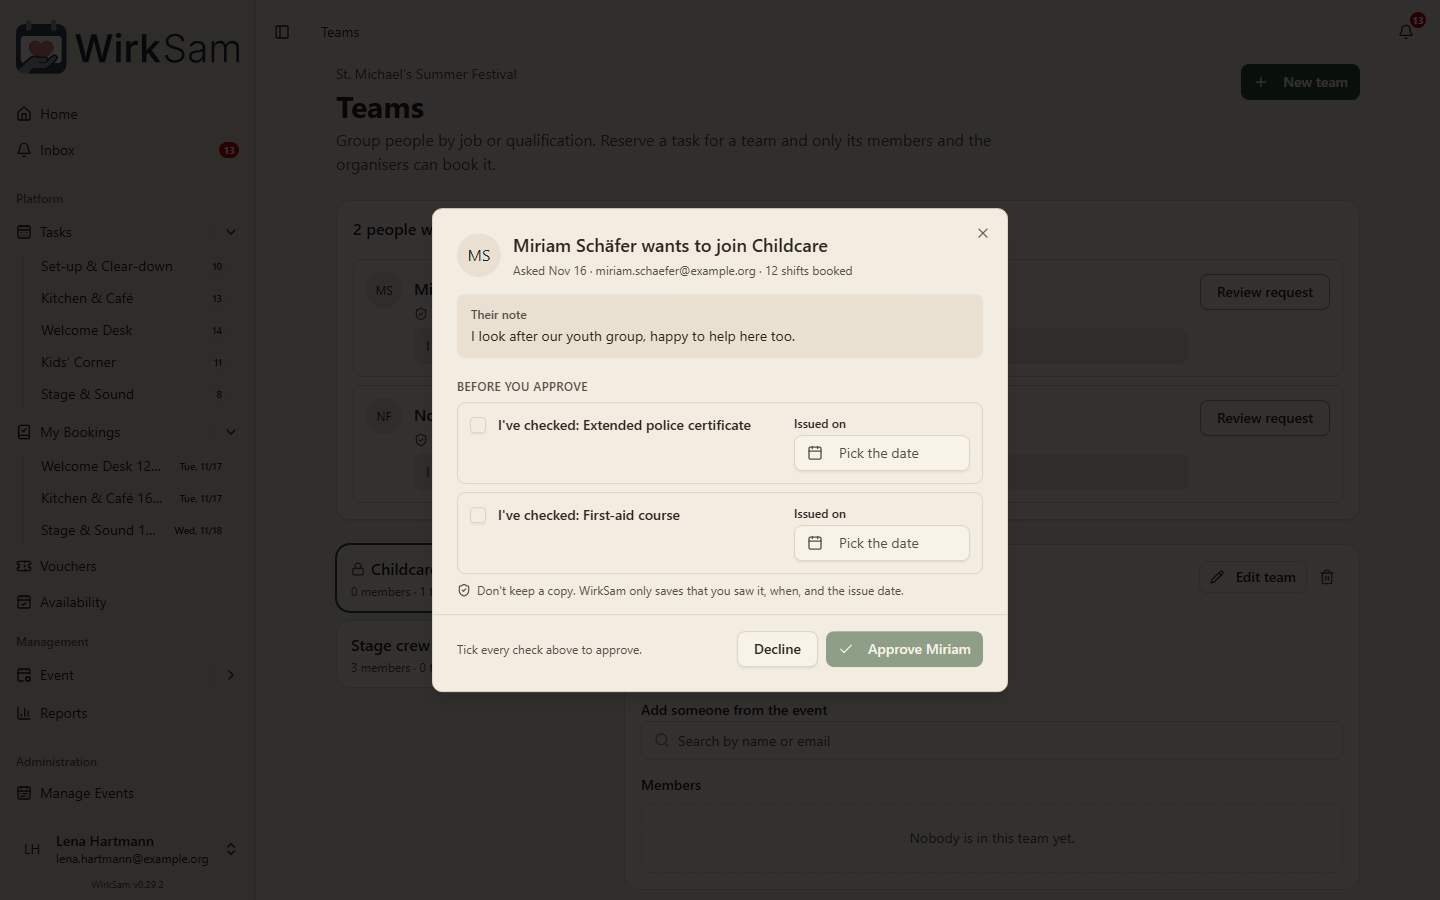 WirkSam
Home
Inbox
13
Platform
Tasks
Set-up & Clear-down
10
Kitchen & Café
13
Welcome Desk
14
Kids' Corner
11
Stage & Sound
8
My Bookings
Welcome Desk 12...
Tue, 11/17
Kitchen & Café 16...
Tue, 11/17
Stage & Sound 1...
Wed, 11/18
Vouchers
Availability
Management
Event
Reports
Administration
Manage Events
LH
Lena Hartmann
lena.hartmann@example.org
WirkSam v0.29.2
Teams
13
St. Michael's Summer Festival
Teams
Group people by job or qualification. Reserve a task for a team and only its members and the
organisers can book it.
New team
2 people w
MS
Mi
I
Review request
NF
No
I
Review request
Childcare
0 members · 1
Stage crew
3 members · 0
Edit team
Add someone from the event
Search by name or email
Members
Nobody is in this team yet.
MS
Miriam Schäfer wants to join Childcare
Asked Nov 16 · miriam.schaefer@example.org · 12 shifts booked
Their note
I look after our youth group, happy to help here too.
BEFORE YOU APPROVE
I've checked: Extended police certificate
Issued on
Pick the date
I've checked: First-aid course
Issued on
Pick the date
Don't keep a copy. WirkSam only saves that you saw it, when, and the issue date.
Tick every check above to approve.
Decline
Approve Miriam